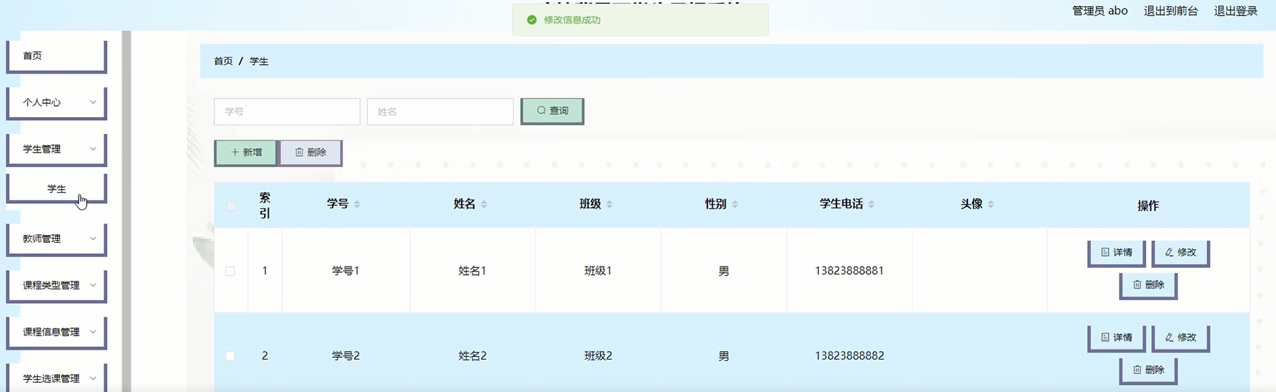 管理员 abo 退出到前台 退出登录
修改信息成功
首页
个人中心
学生管理
学生
教师管理
课程类型管理
课程信息管理
学生选课管理
首页 / 学生
学号 姓名 查询
新增 删除
索引 学号 姓名 班级 性别 学生电话 头像 操作
1 学号1 姓名1 班级1 男 13823888881 详情 修改
删除
2 学号2 姓名2 班级2 男 13823888882 详情 修改
删除